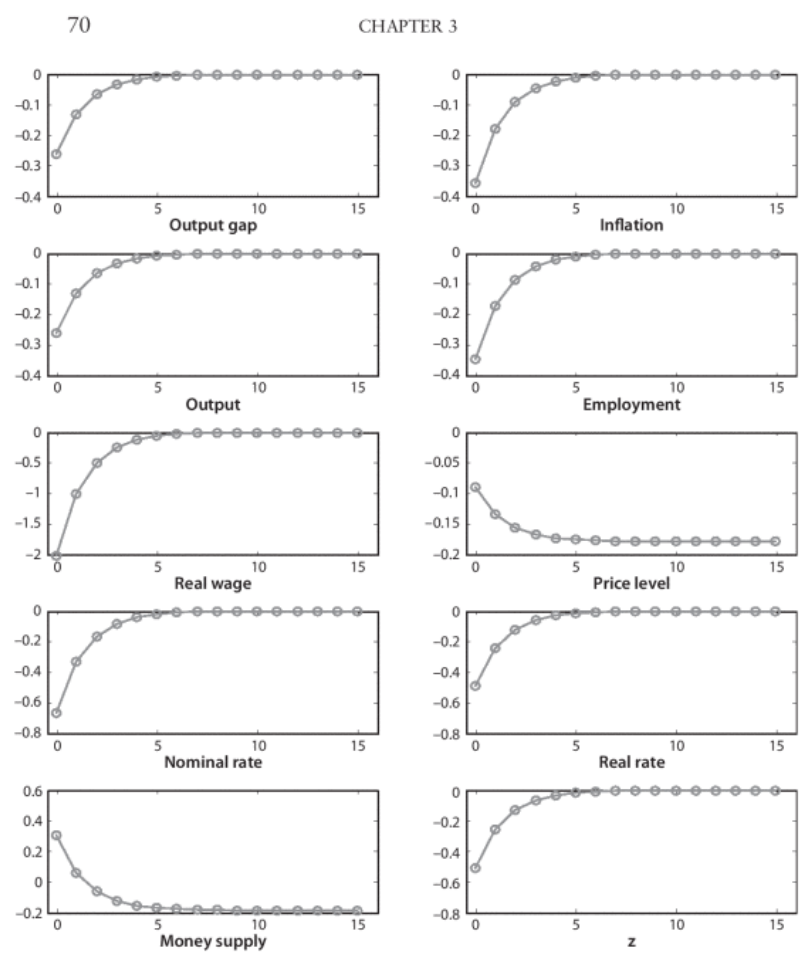 70 CHAPTER 3
0 0
−0.1 −0.1
−0.2 −0.2
−0.3 −0.3
−0.4 −0.4
0 5 10 15 0 5 10 15
Output gap Inflation
0 0
−0.1 −0.1
−0.2 −0.2
−0.3 −0.3
−0.4 −0.4
0 5 10 15 0 5 10 15
Output Employment
0 0
−0.5 −0.05
−1 −0.1
−1.5 −0.15
−2 −0.2
0 5 10 15 0 5 10 15
Real wage Price level
0 0
−0.2 −0.2
−0.4 −0.4
−0.6 −0.6
−0.8 −0.8
0 5 10 15 0 5 10 15
Nominal rate Real rate
0.6 0
0.4 −0.2
0.2 −0.4
0 −0.6
−0.2 −0.8
0 5 10 15 0 5 10 15
Money supply z